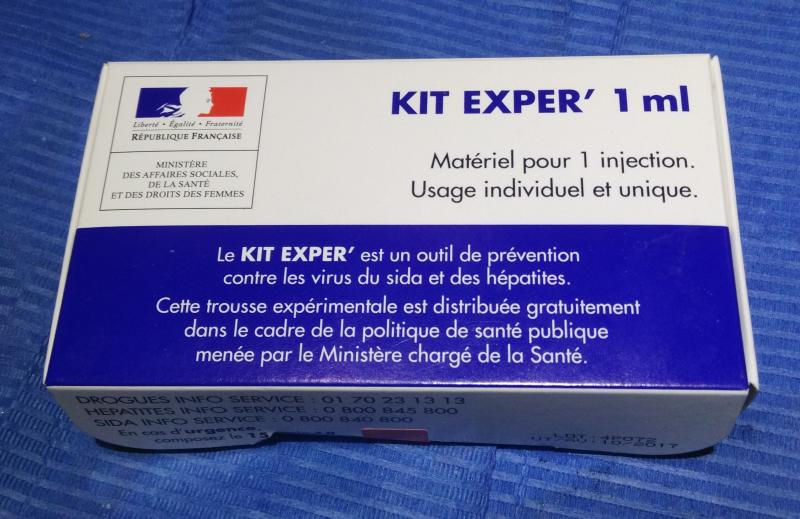 Liberté • Égalité • Fraternité
RÉPUBLIQUE FRANÇAISE
MINISTÈRE
DES AFFAIRES SOCIALES,
DE LA SANTÉ
ET DES DROITS DES FEMMES
KIT EXPER' 1 ml
Matériel pour 1 injection.
Usage individuel et unique.
Le KIT EXPER' est un outil de prévention
contre les virus du sida et des hépatites.
Cette trousse expérimentale est distribuée gratuitement
dans le cadre de la politique de santé publique
menée par le Ministère chargé de la Santé.
DROGUES INFO SERVICE : 01 70 23 13 13
HEPATITES INFO SERVICE : 0 800 845 800
SIDA INFO SERVICE : 0 800 840 800
En cas d'urgence,
composez le 15
LOT: 42072
10/2017